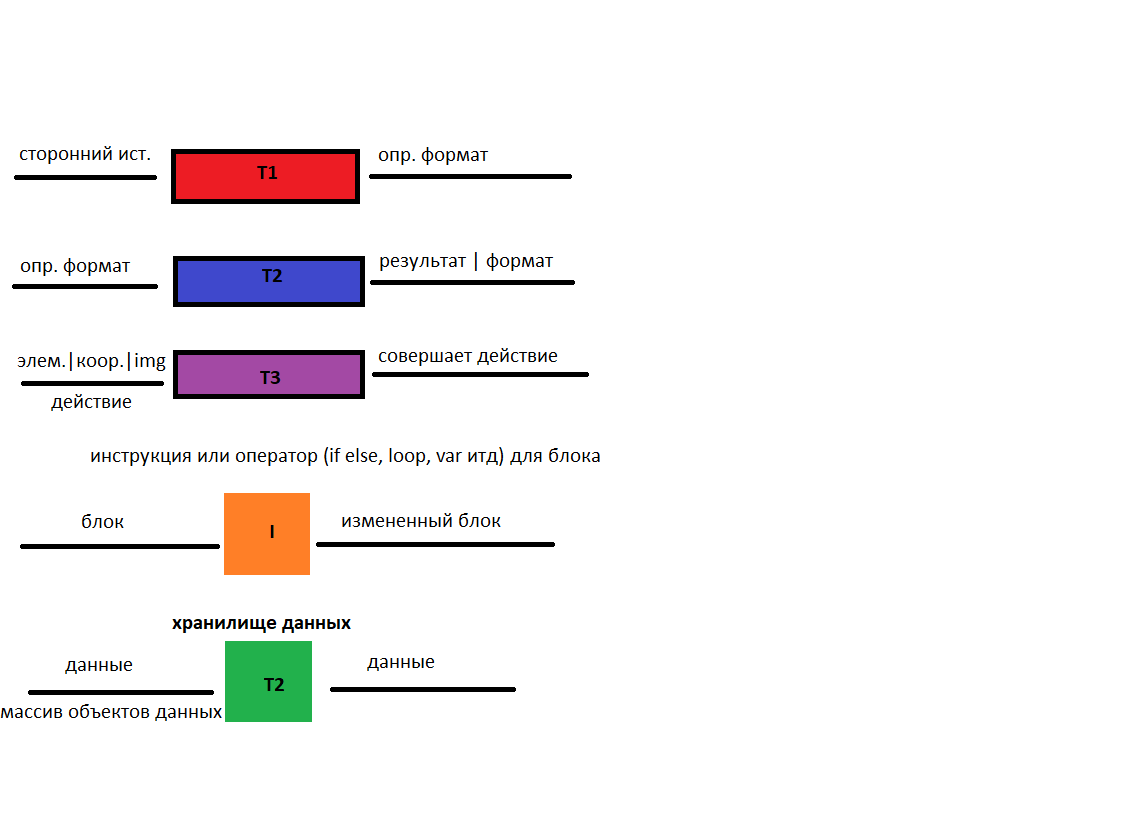 сторонний ист.
T1
опр. формат
опр. формат
T2
результат | формат
элем.|коор.|img
действие
T3
совершает действие
инструкция или оператор (if else, loop, var итд) для блока
блок
I
измененный блок
хранилище данных
данные
массив объектов данных
T2
данные